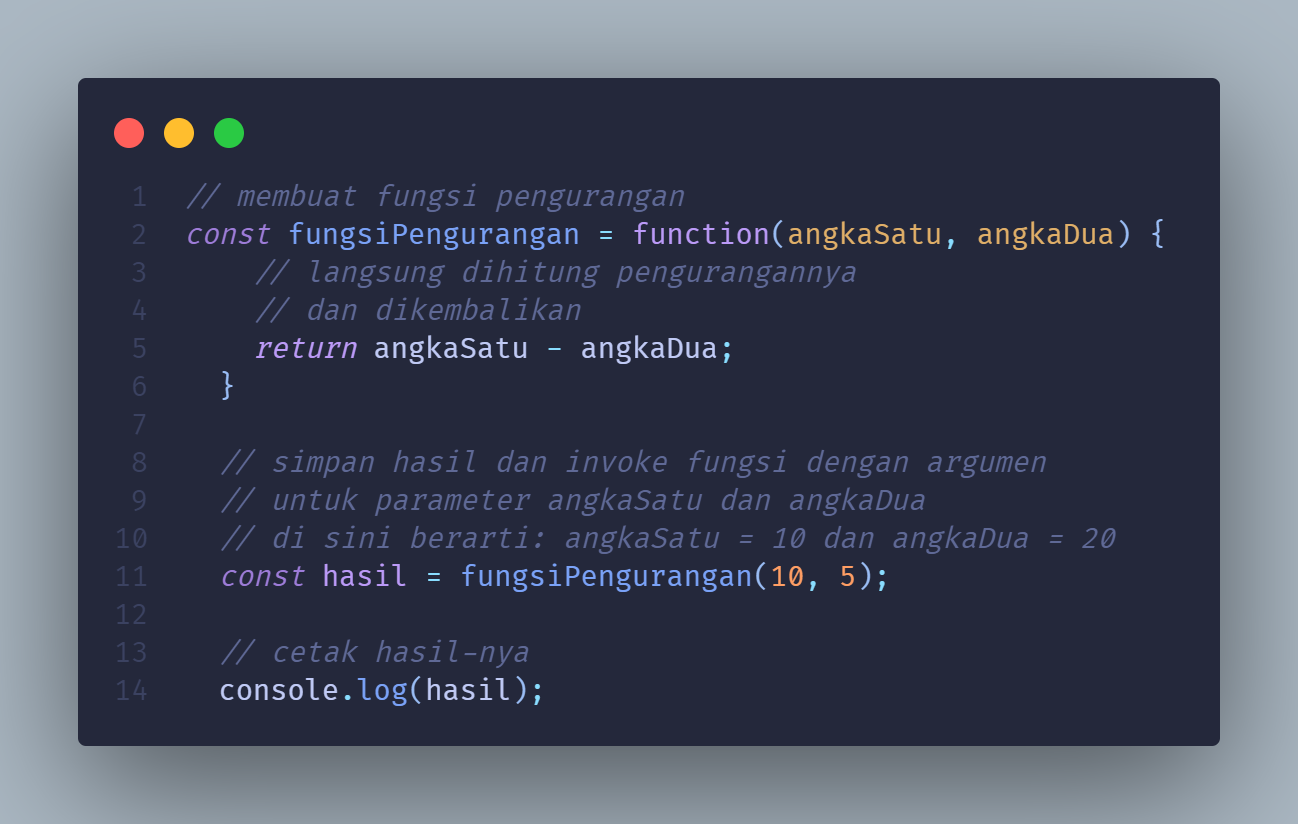 1 // membuat fungsi pengurangan
2 const fungsiPengurangan = function(angkaSatu, angkaDua) {
3 // langsung dihitung pengurangannya
4 // dan dikembalikan
5 return angkaSatu - angkaDua;
6 }
7
8 // simpan hasil dan invoke fungsi dengan argumen
9 // untuk parameter angkaSatu dan angkaDua
10 // di sini berarti: angkaSatu = 10 dan angkaDua = 20
11 const hasil = fungsiPengurangan(10, 5);
12
13 // cetak hasil-nya
14 console.log(hasil);